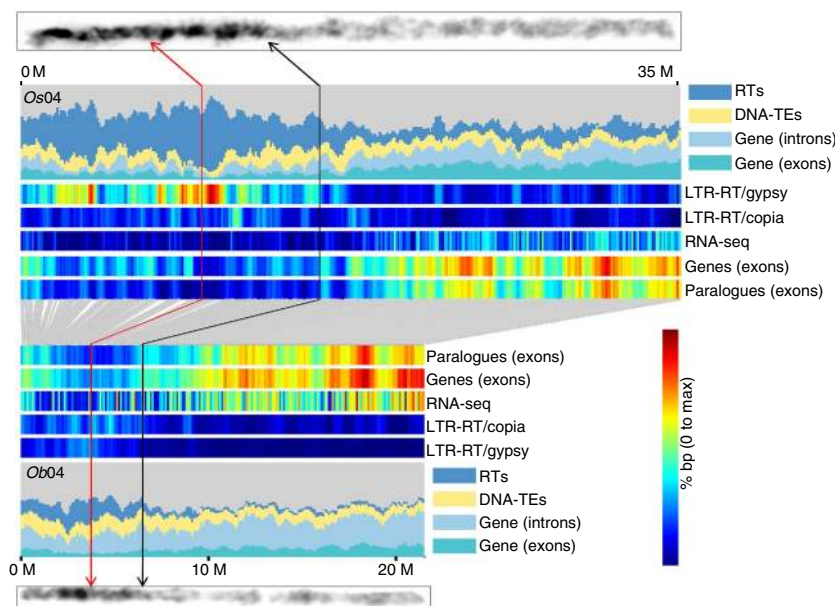 0 M 35 M
Os04
RTs
DNA-TEs
Gene (introns)
Gene (exons)
LTR-RT/gypsy
LTR-RT/copia
RNA-seq
Genes (exons)
Paralogues (exons)
Paralogues (exons)
Genes (exons)
RNA-seq
LTR-RT/copia
LTR-RT/gypsy
% bp (0 to max)
Ob04
RTs
DNA-TEs
Gene (introns)
Gene (exons)
0 M 10 M 20 M